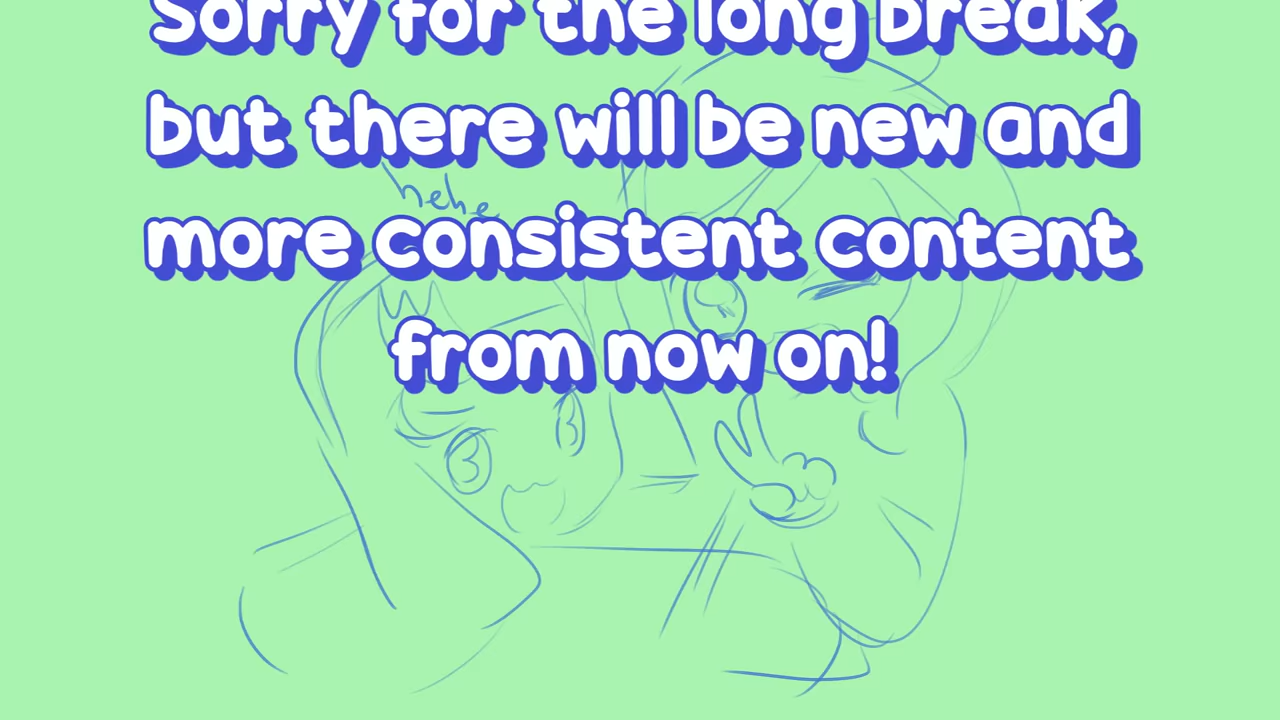 Sorry for the long break,
but there will be new and
hehe
more consistent content
from now on!